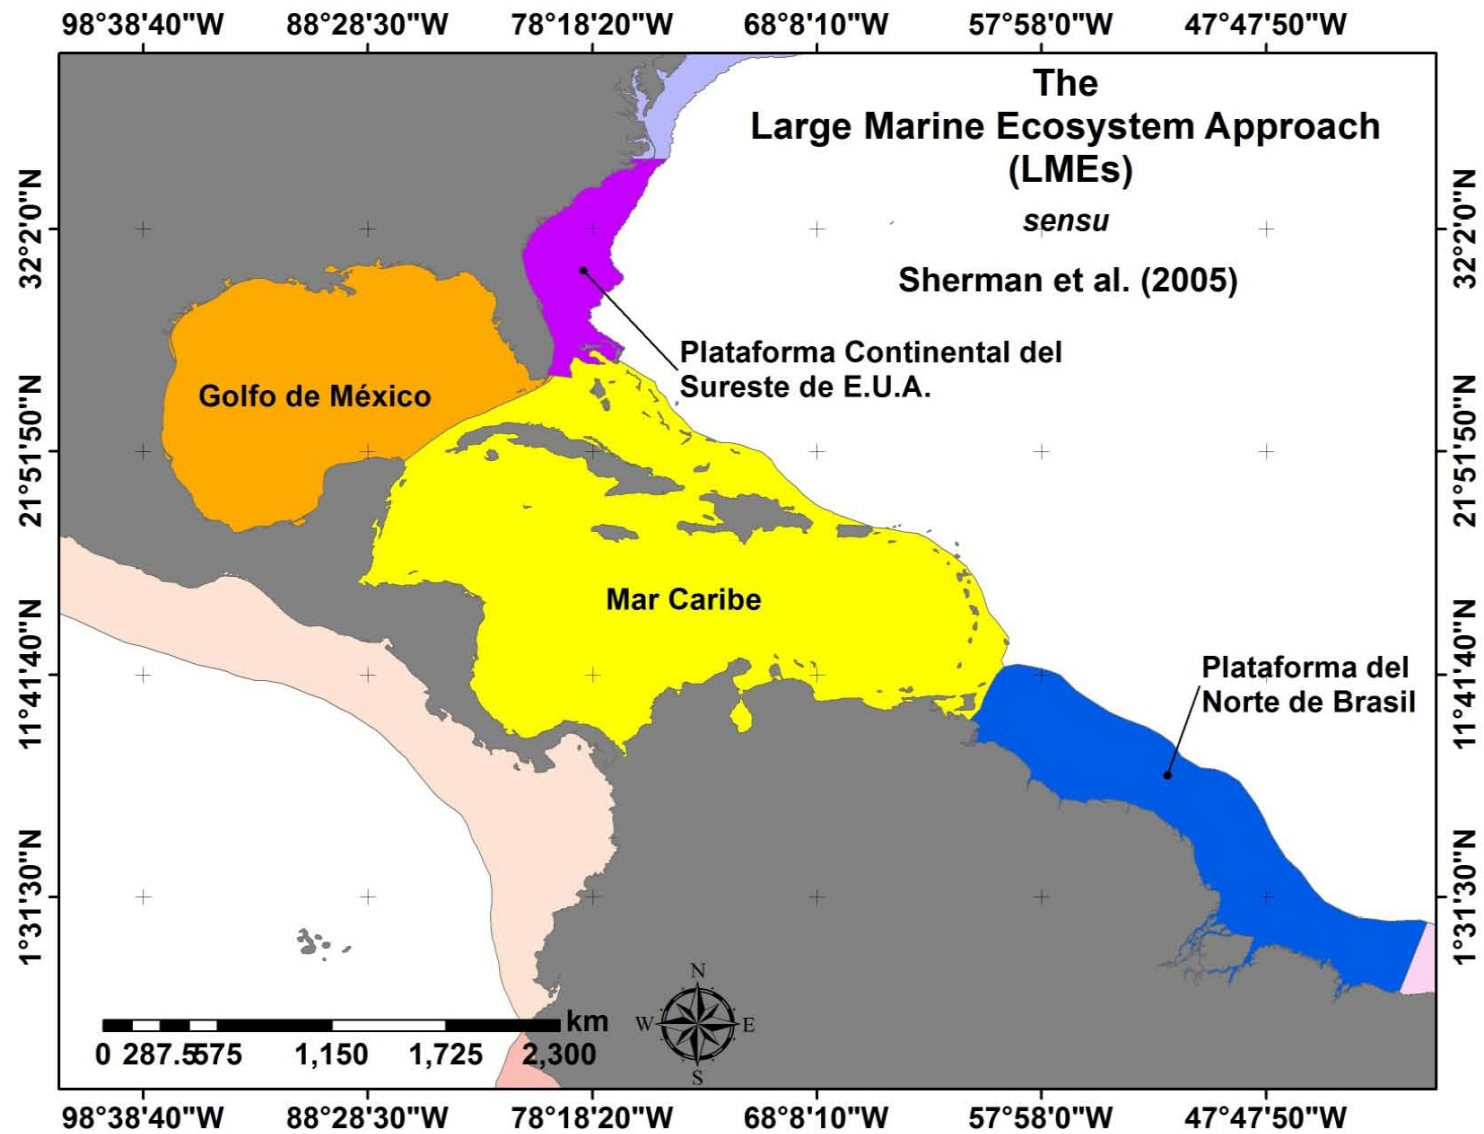 98°38'40"W 88°28'30"W 78°18'20"W 68°8'10"W 57°58'0"W 47°47'50"W
The
Large Marine Ecosystem Approach
(LMEs)
sensu
Sherman et al. (2005)
32°2'0"N
32°2'0"N
Plataforma Continental del
Sureste de E.U.A.
Golfo de México
21°51'50"N
21°51'50"N
Mar Caribe
11°41'40"N
11°41'40"N
Plataforma del
Norte de Brasil
1°31'30"N
1°31'30"N
N
W E
S
km
0 287.5 575 1,150 1,725 2,300
98°38'40"W 88°28'30"W 78°18'20"W 68°8'10"W 57°58'0"W 47°47'50"W